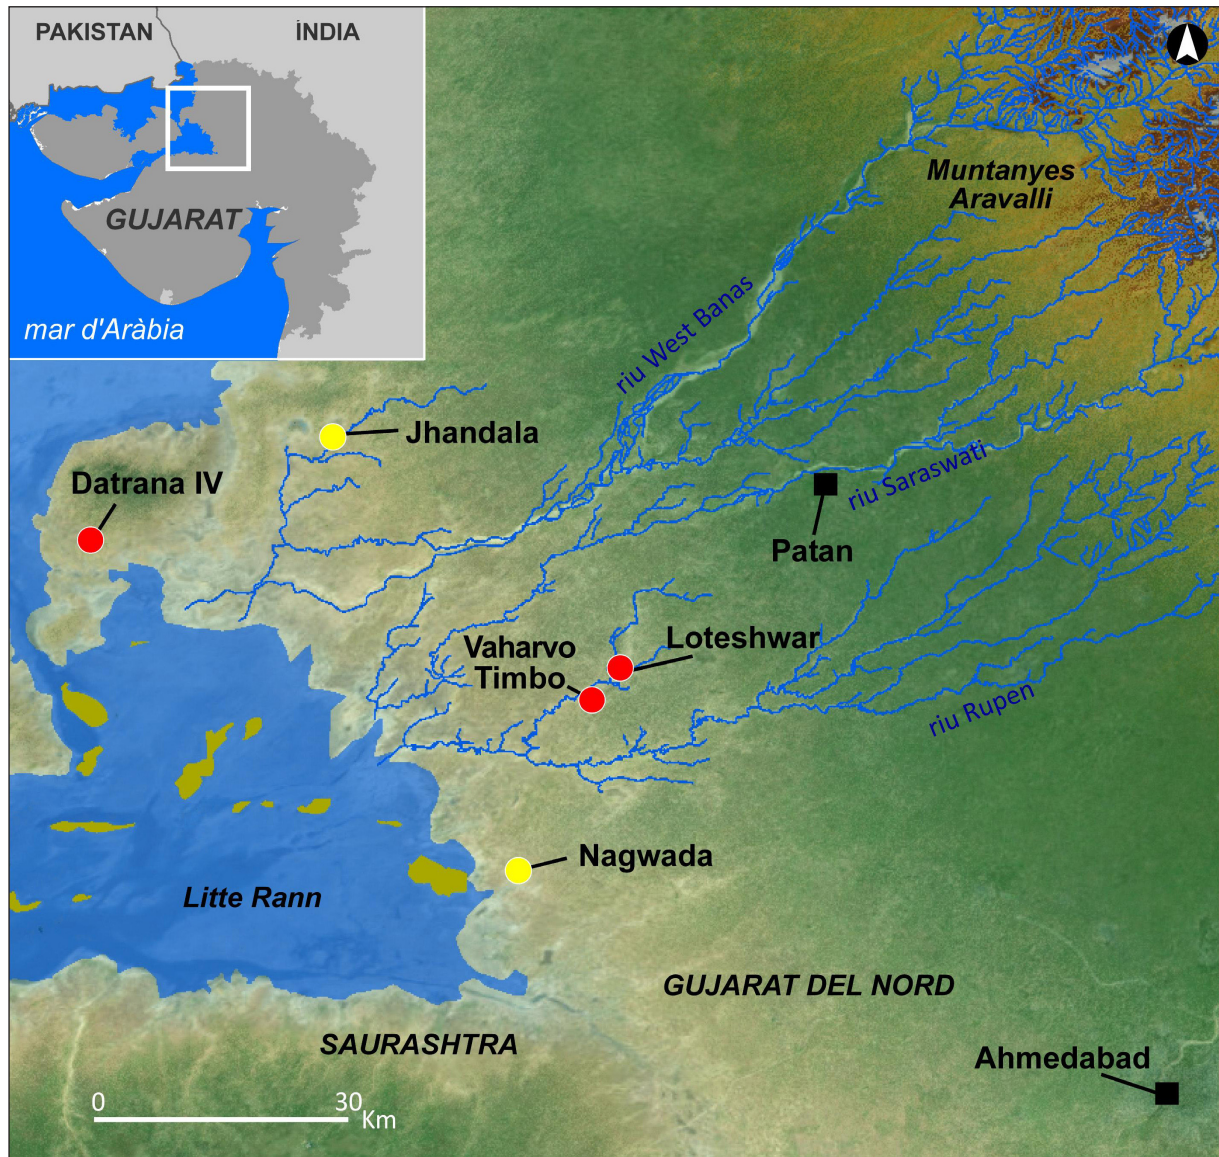 PAKISTAN
ÍNDIA
GUJARAT
mar d'Aràbia
Muntanyes
Aravalli
riu West Banas
Jhandala
Datrana IV
riu Saraswati
Patan
Vaharvo
Timbo
Loteshwar
riu Rupen
Nagwada
Litte Rann
GUJARAT DEL NORD
SAURASHTRA
Ahmedabad
0
30
Km